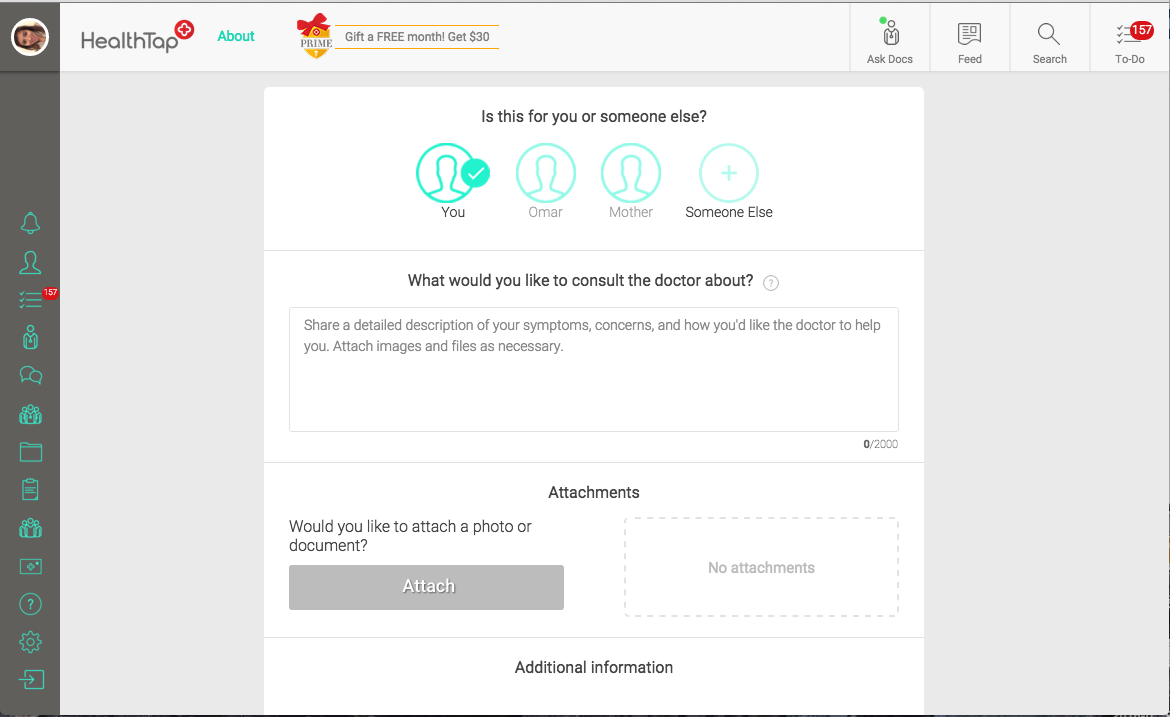 HealthTap
About
PRIME
Gift a FREE month! Get $30
Ask Docs
Feed
Search
157
To-Do
Is this for you or someone else?
You
Omar
Mother
+
Someone Else
157
What would you like to consult the doctor about? ?
Share a detailed description of your symptoms, concerns, and how you'd like the doctor to help
you. Attach images and files as necessary.
0/2000
Attachments
Would you like to attach a photo or
document?
Attach
No attachments
?
Additional information